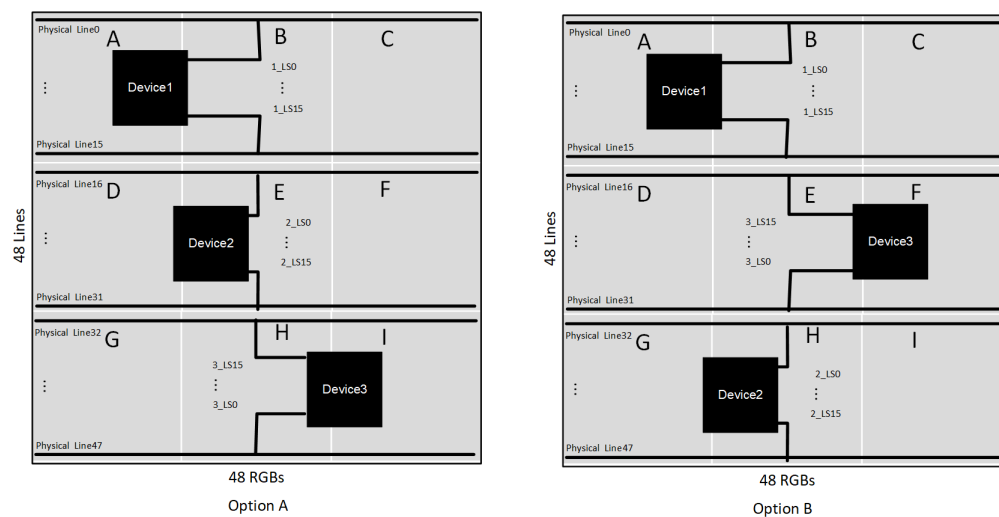 Physical Line0
A
B
C
Device1
1_LS0
⋮
⋮
1_LS15
Physical Line15
Physical Line16
D
E
F
Device2
2_LS0
⋮
⋮
2_LS15
Physical Line31
Physical Line32
G
H
I
3_LS15
Device3
⋮
⋮
3_LS0
Physical Line47
48 Lines
48 RGBs
Option A
Physical Line0
A
B
C
Device1
1_LS0
⋮
⋮
1_LS15
Physical Line15
Physical Line16
D
E
F
3_LS15
Device3
⋮
⋮
3_LS0
Physical Line31
Physical Line32
G
H
I
Device2
2_LS0
⋮
⋮
2_LS15
Physical Line47
48 Lines
48 RGBs
Option B